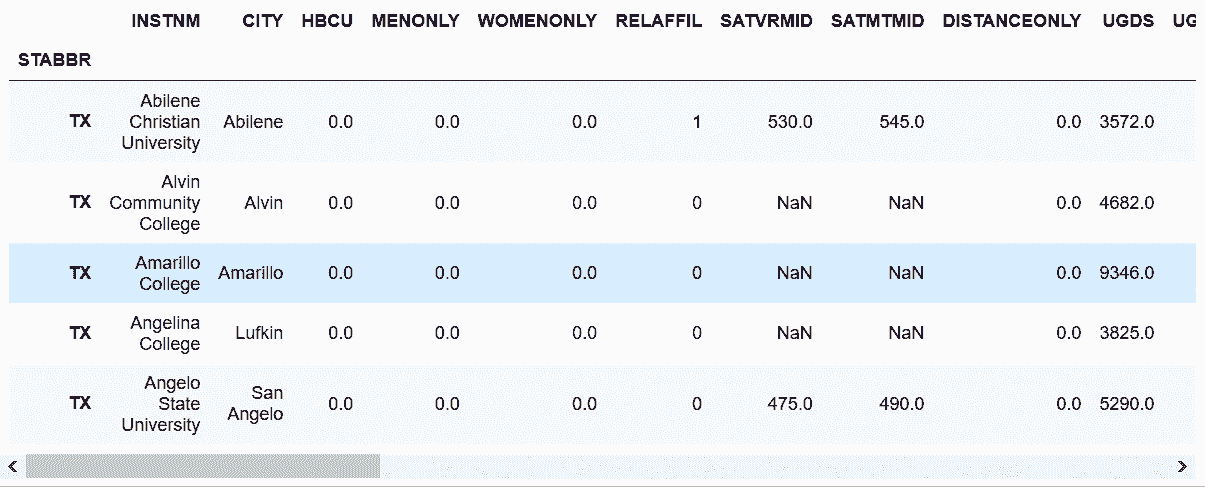 INSTNM CITY HBCU MENONLY WOMENONLY RELAFFIL SATVRMID SATMTMID DISTANCEONLY UGDS UG
STABBR
TX Abilene Christian University Abilene 0.0 0.0 0.0 1 530.0 545.0 0.0 3572.0
TX Alvin Community College Alvin 0.0 0.0 0.0 0 NaN NaN 0.0 4682.0
TX Amarillo College Amarillo 0.0 0.0 0.0 0 NaN NaN 0.0 9346.0
TX Angelina College Lufkin 0.0 0.0 0.0 0 NaN NaN 0.0 3825.0
TX Angelo State University San Angelo 0.0 0.0 0.0 0 475.0 490.0 0.0 5290.0